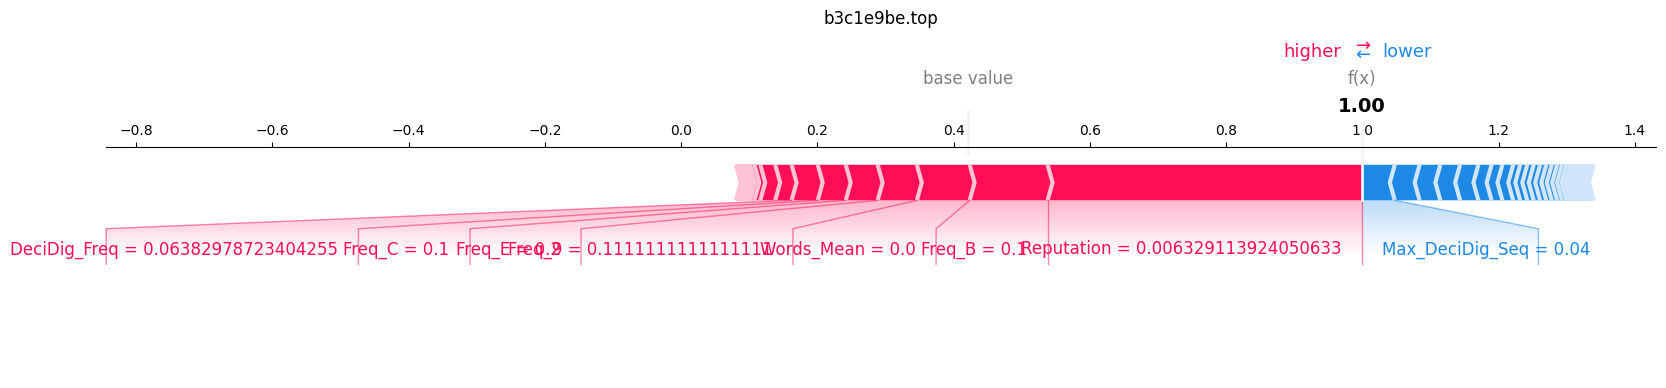 b3c1e9be.top
higher ⇄ lower
base value f(x)
1.00
−0.8 −0.6 −0.4 −0.2 0.0 0.2 0.4 0.6 0.8 1.0 1.2 1.4
DeciDig_Freq = 0.06382978723404255 Freq_C = 0.1 Freq_E = 0.2 Freq_9 = 0.1111111111111111 Words_Mean = 0.0 Freq_B = 0.1 Reputation = 0.006329113924050633 Max_DeciDig_Seq = 0.04